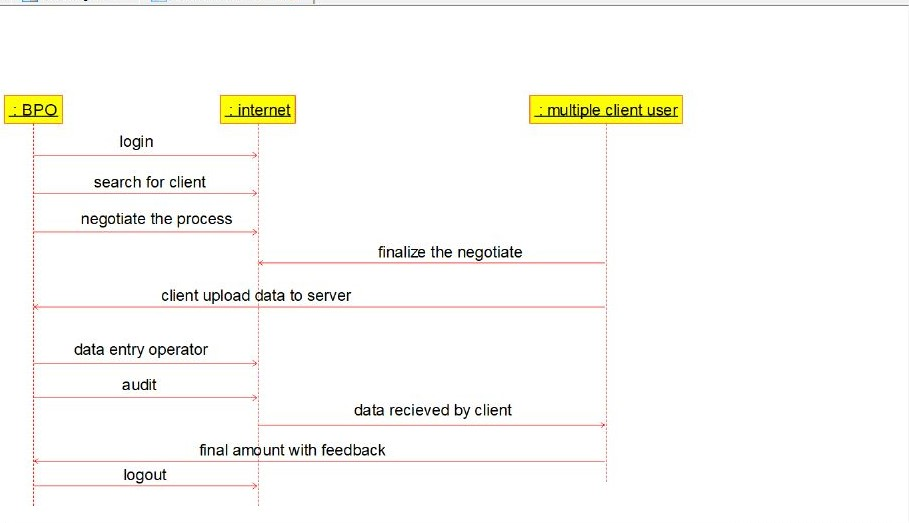 : BPO
: internet
: multiple client user
login
search for client
negotiate the process
finalize the negotiate
client upload data to server
data entry operator
audit
data recieved by client
final amount with feedback
logout